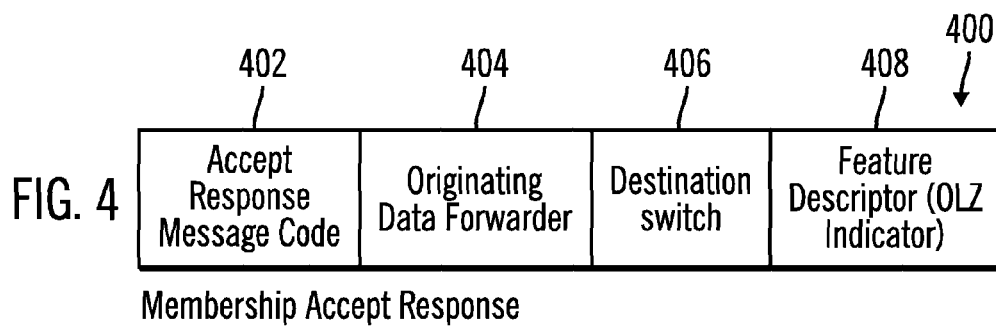 400
402
404
406
408
FIG. 4
Accept
Response
Message Code
Originating
Data Forwarder
Destination
switch
Feature
Descriptor (OLZ
Indicator)
Membership Accept Response